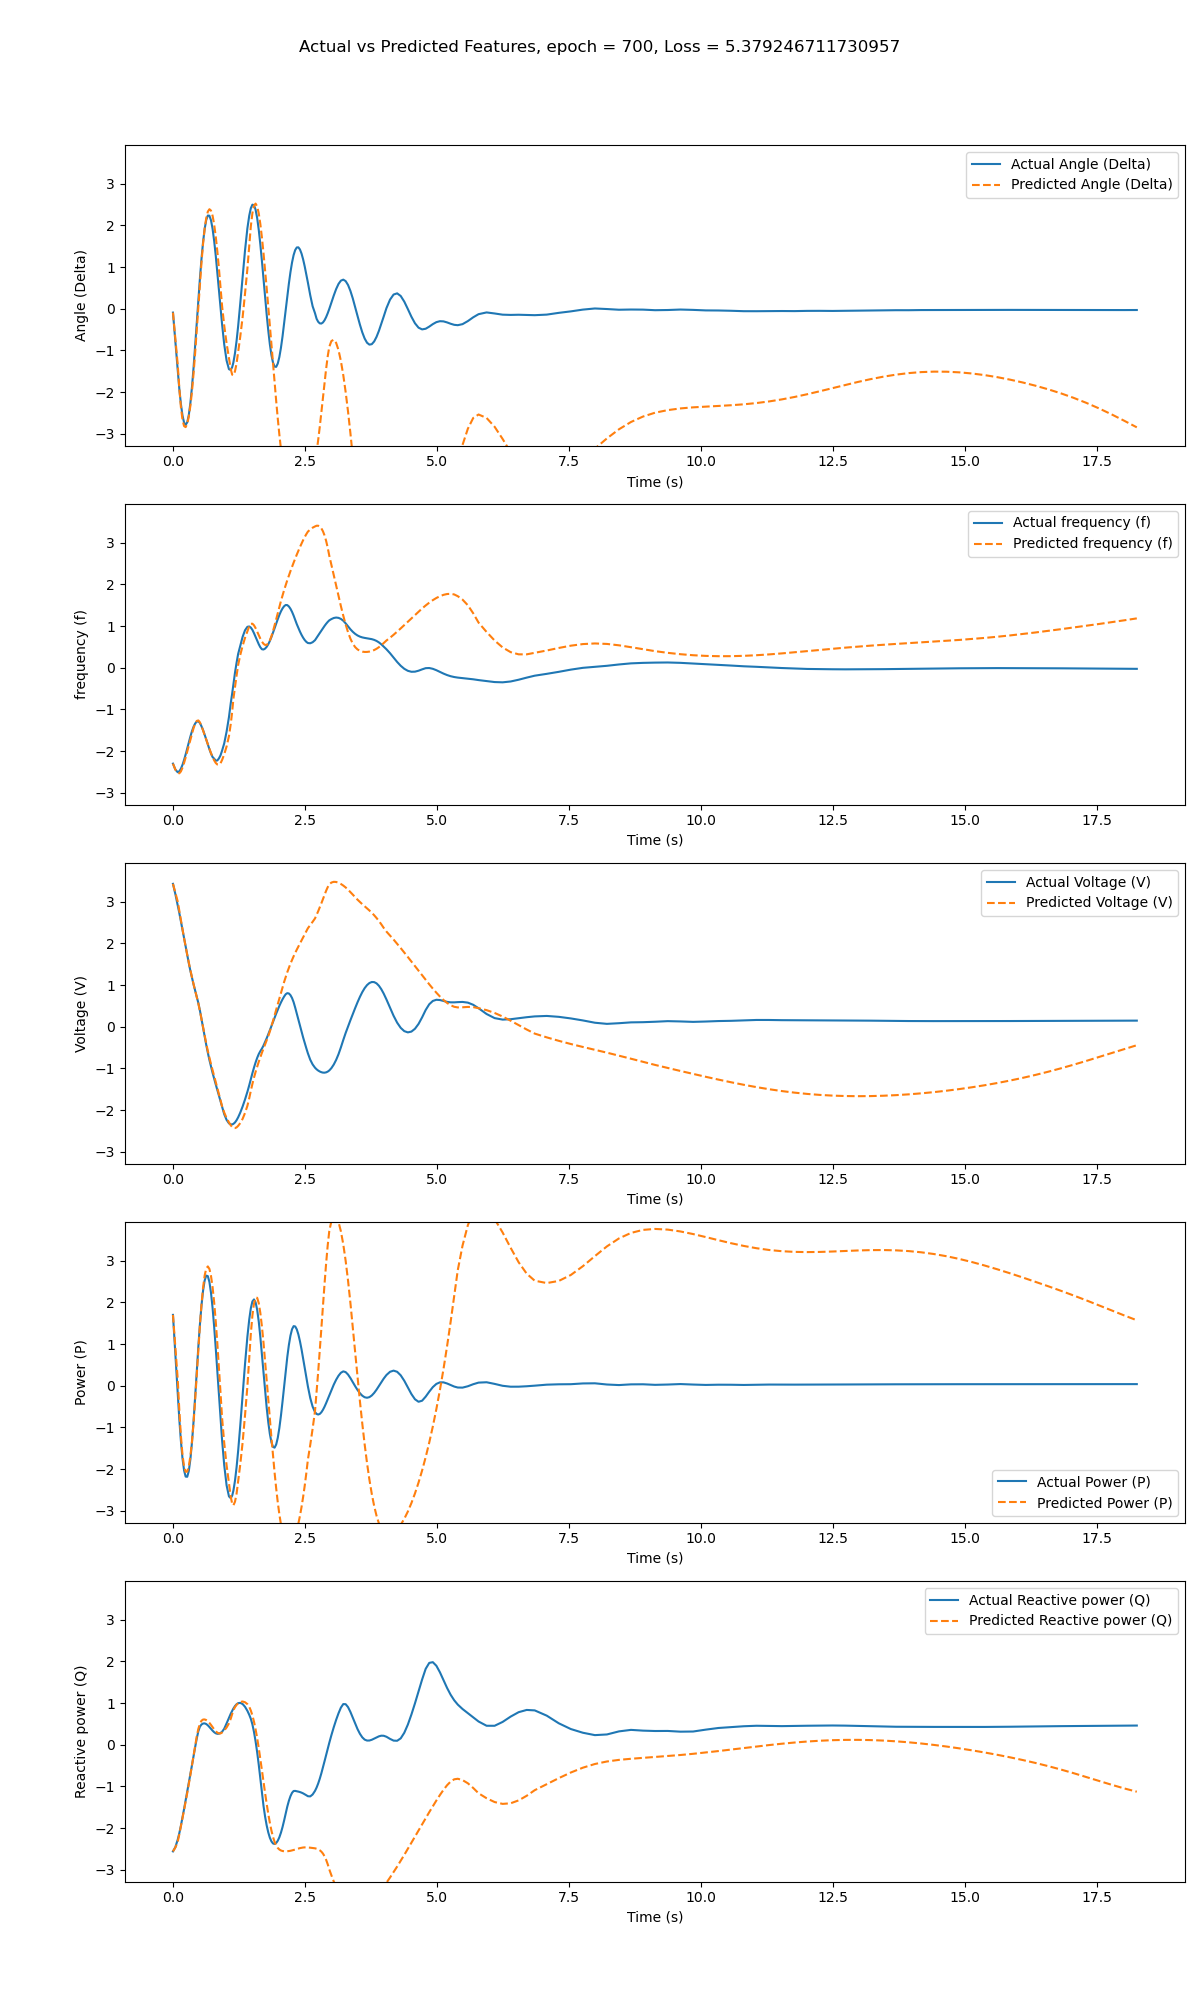 Actual vs Predicted Features, epoch = 700, Loss = 5.379246711730957
Actual Angle (Delta)
Predicted Angle (Delta)
Angle (Delta)
3
2
1
0
−1
−2
−3
0.0 2.5 5.0 7.5 10.0 12.5 15.0 17.5
Time (s)
Actual frequency (f)
Predicted frequency (f)
frequency (f)
3
2
1
0
−1
−2
−3
0.0 2.5 5.0 7.5 10.0 12.5 15.0 17.5
Time (s)
Actual Voltage (V)
Predicted Voltage (V)
Voltage (V)
3
2
1
0
−1
−2
−3
0.0 2.5 5.0 7.5 10.0 12.5 15.0 17.5
Time (s)
Power (P)
3
2
1
0
−1
−2
−3
Actual Power (P)
Predicted Power (P)
0.0 2.5 5.0 7.5 10.0 12.5 15.0 17.5
Time (s)
Actual Reactive power (Q)
Predicted Reactive power (Q)
Reactive power (Q)
3
2
1
0
−1
−2
−3
0.0 2.5 5.0 7.5 10.0 12.5 15.0 17.5
Time (s)